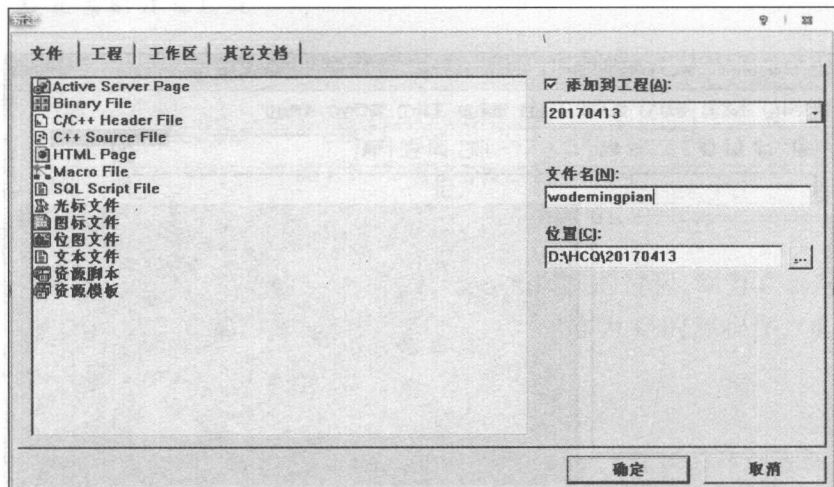 文件 工程 工作区 其它文档
Active Server Page
Binary File
C/C++ Header File
C++ Source File
HTML Page
Macro File
SQL Script File
光标文件
图标文件
位图文件
文本文件
资源脚本
资源模板
添加到工程(A):
20170413
文件名(N):
wodemingpian
位置(C):
D:\HCQ\20170413
...
确定 取消